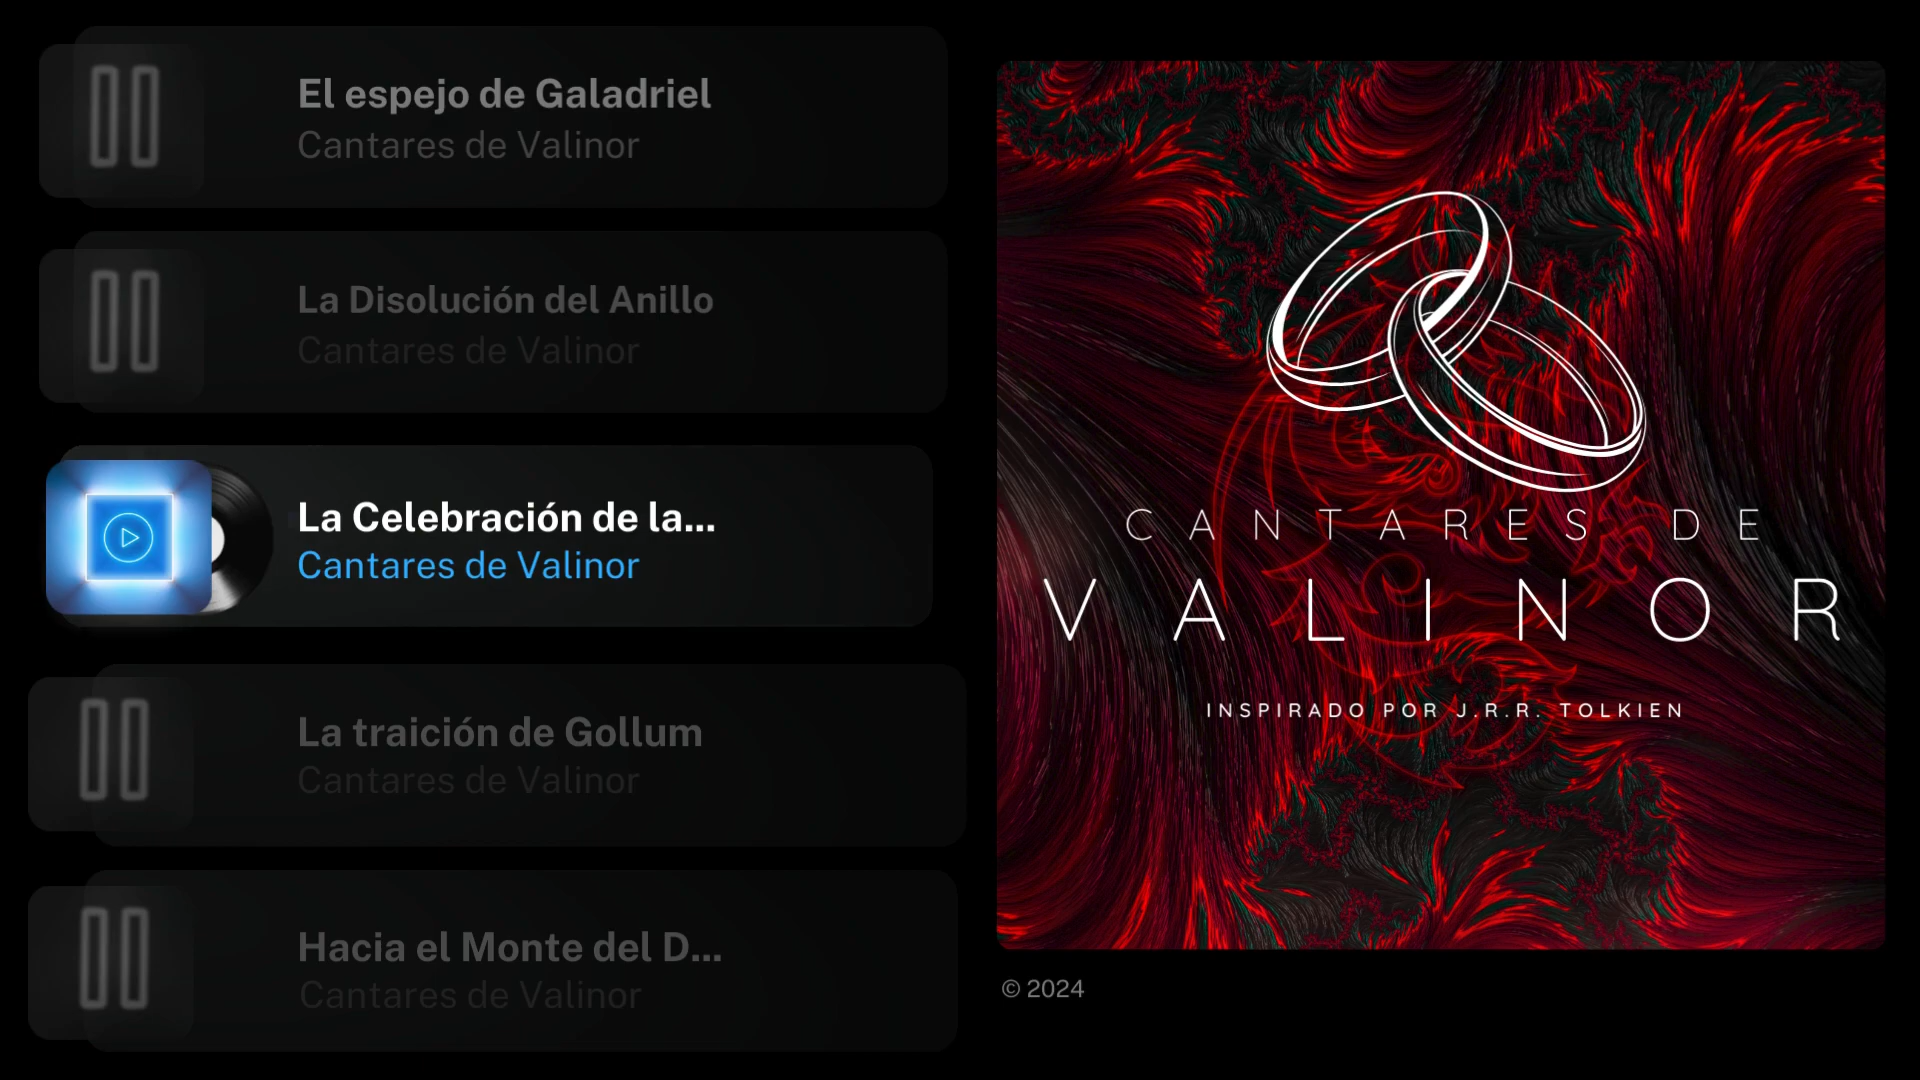 El espejo de Galadriel
Cantares de Valinor
La Disolución del Anillo
Cantares de Valinor
La Celebración de la...
Cantares de Valinor
La traición de Gollum
Cantares de Valinor
Hacia el Monte del D...
Cantares de Valinor
CANTARES DE
VALINOR
INSPIRADO POR J.R.R. TOLKIEN
© 2024